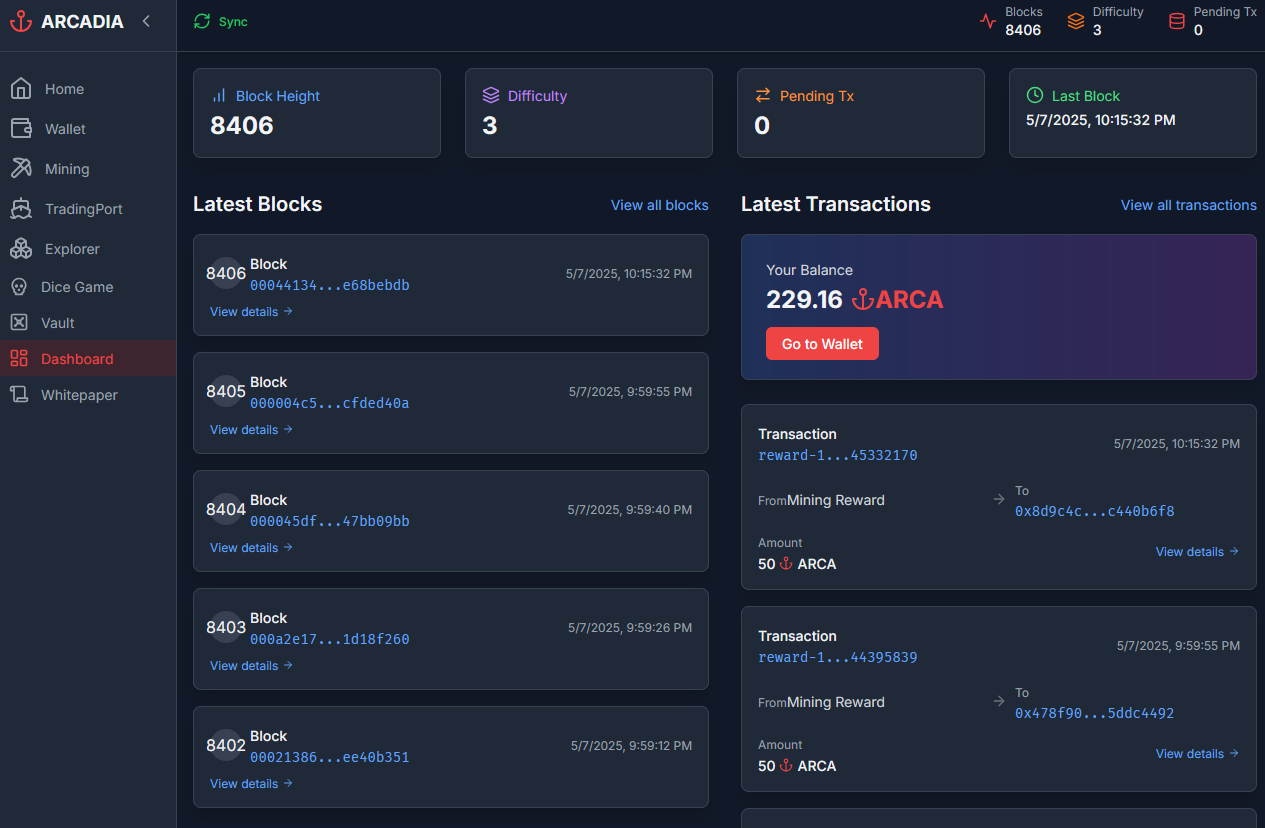 ARCADIA
Sync
Blocks
8406
Difficulty
3
Pending Tx
0
Home
Wallet
Mining
TradingPort
Explorer
Dice Game
Vault
Dashboard
Whitepaper
Block Height
8406
Difficulty
3
Pending Tx
0
Last Block
5/7/2025, 10:15:32 PM
Latest Blocks
View all blocks
8406
Block
00044134...e68bebdb
5/7/2025, 10:15:32 PM
View details
8405
Block
000004c5...cfded40a
5/7/2025, 9:59:55 PM
View details
8404
Block
000045df...47bb09bb
5/7/2025, 9:59:40 PM
View details
8403
Block
000a2e17...1d18f260
5/7/2025, 9:59:26 PM
View details
8402
Block
00021386...ee40b351
5/7/2025, 9:59:12 PM
View details
Latest Transactions
View all transactions
Your Balance
229.16 ARCA
Go to Wallet
Transaction
reward-1...45332170
5/7/2025, 10:15:32 PM
FromMining Reward
To
0x8d9c4c...c440b6f8
Amount
50 ARCA
View details
Transaction
reward-1...44395839
5/7/2025, 9:59:55 PM
FromMining Reward
To
0x478f90...5ddc4492
Amount
50 ARCA
View details